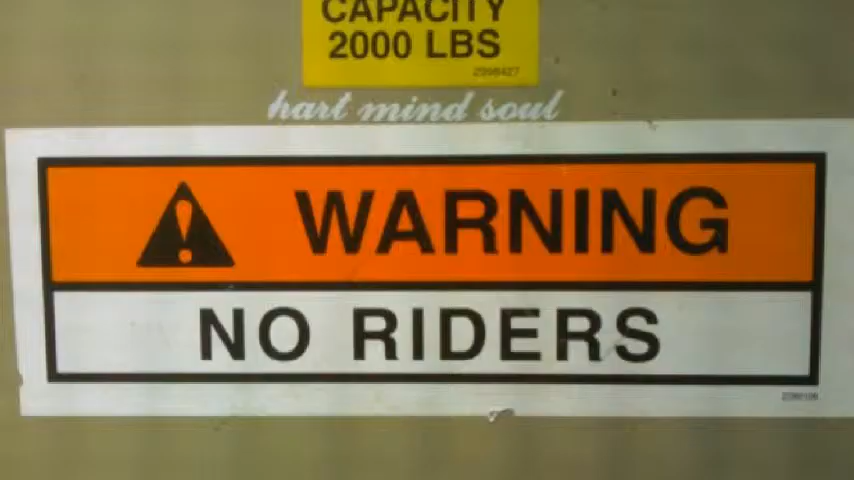 CAPACITY
2000 LBS
hart mind soul
WARNING
NO RIDERS